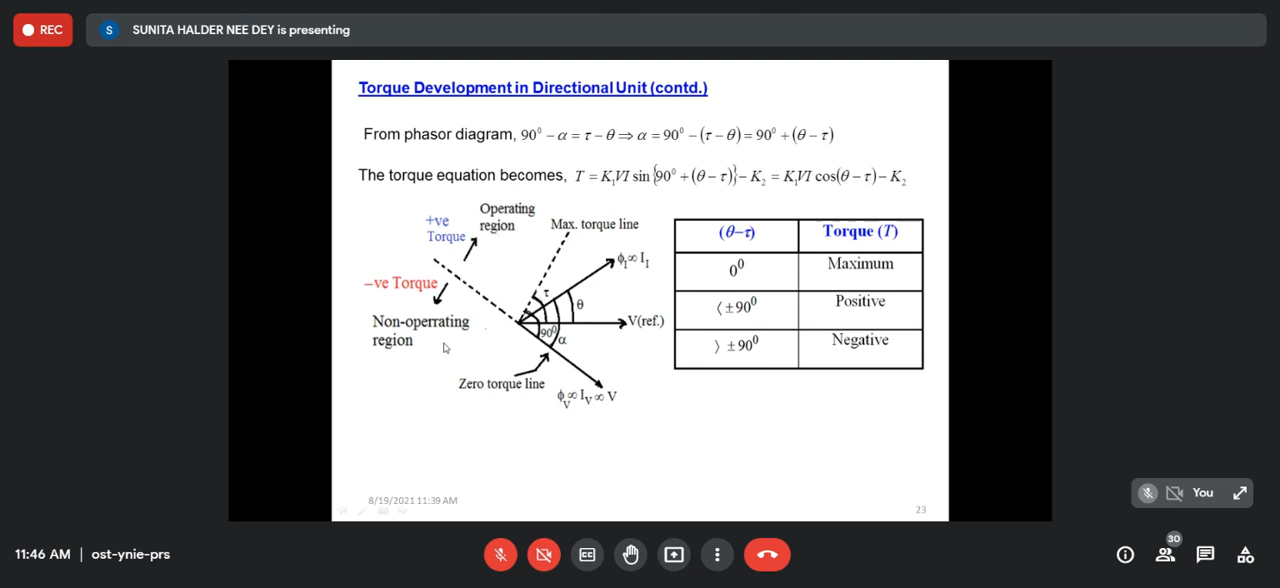 REC
S SUNITA HALDER NEE DEY is presenting
Torque Development in Directional Unit (contd.)
From phasor diagram, 90⁰ − α = τ − θ ⇒ α = 90⁰ − (τ − θ) = 90⁰ + (θ − τ)
The torque equation becomes, T = K₁VI sin{90⁰ + (θ − τ)} − K₂ = K₁VI cos(θ − τ) − K₂
+ve
Torque
Operating
region
Max. torque line
ϕI ∞ II
–ve Torque
Non-operrating
region
τ
θ
V(ref.)
90⁰
α
Zero torque line
ϕV ∞ IV ∞ V
(θ−τ) Torque (T)
0⁰ Maximum
⟨ ±90⁰ Positive
⟩ ±90⁰ Negative
8/19/2021 11:39 AM
23
You
11:46 AM | ost-ynie-prs
30